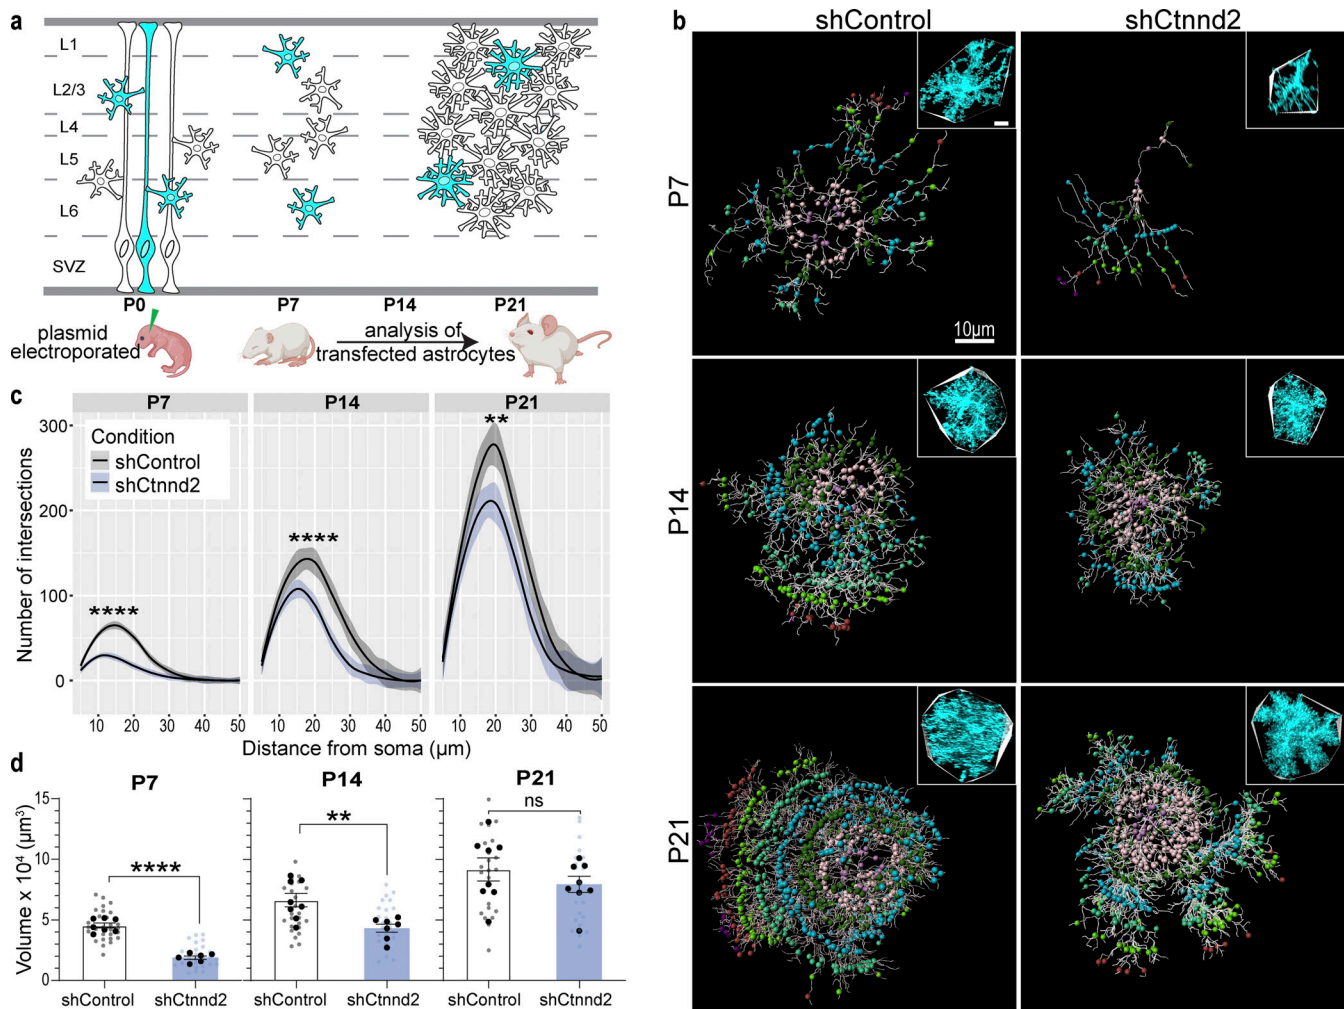 a
L1
L2/3
L4
L5
L6
SVZ
P0
P7
P14
P21
plasmid
electroporated
analysis of
transfected astrocytes
b
shControl
shCtnnd2
P7
10μm
P14
P21
c
P7
P14
P21
Number of intersections
300
200
100
0
Condition
shControl
shCtnnd2
****
****
**
10 20 30 40 50
10 20 30 40 50
10 20 30 40 50
Distance from soma (μm)
d
P7
P14
P21
Volume x 10⁴ (μm³)
15
10
5
0
****
**
ns
shControl
shCtnnd2
shControl
shCtnnd2
shControl
shCtnnd2